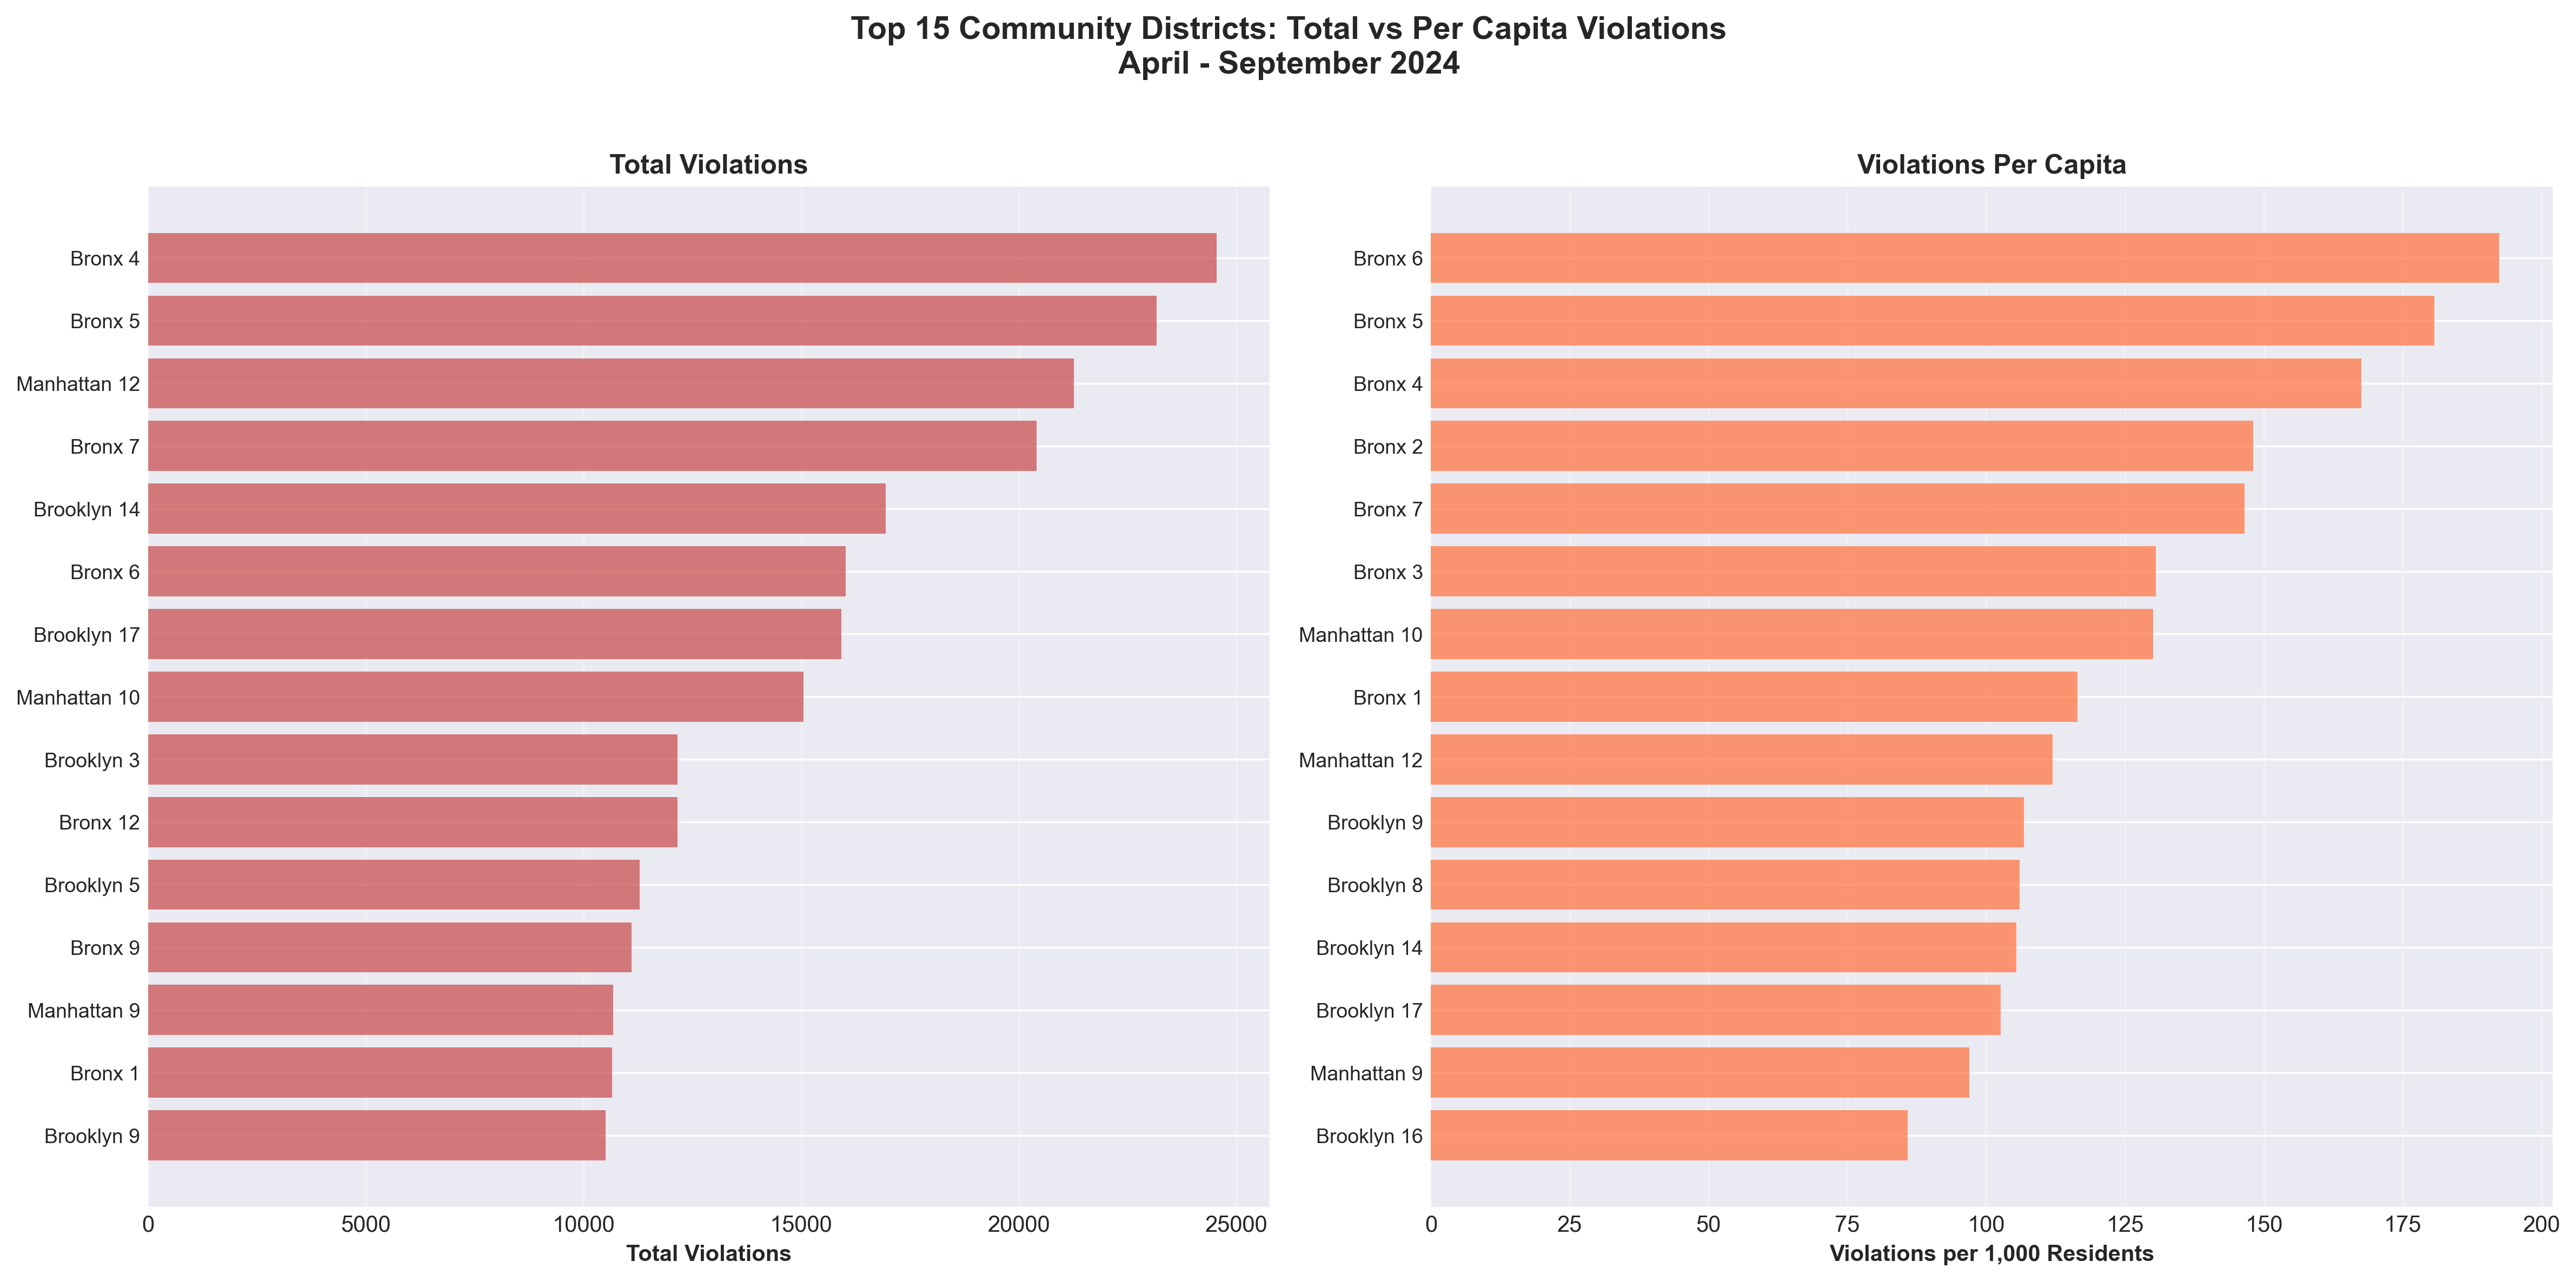 Top 15 Community Districts: Total vs Per Capita Violations
April - September 2024
Total Violations
Bronx 4
Bronx 5
Manhattan 12
Bronx 7
Brooklyn 14
Bronx 6
Brooklyn 17
Manhattan 10
Brooklyn 3
Bronx 12
Brooklyn 5
Bronx 9
Manhattan 9
Bronx 1
Brooklyn 9
0 5000 10000 15000 20000 25000
Total Violations
Violations Per Capita
Bronx 6
Bronx 5
Bronx 4
Bronx 2
Bronx 7
Bronx 3
Manhattan 10
Bronx 1
Manhattan 12
Brooklyn 9
Brooklyn 8
Brooklyn 14
Brooklyn 17
Manhattan 9
Brooklyn 16
0 25 50 75 100 125 150 175 200
Violations per 1,000 Residents